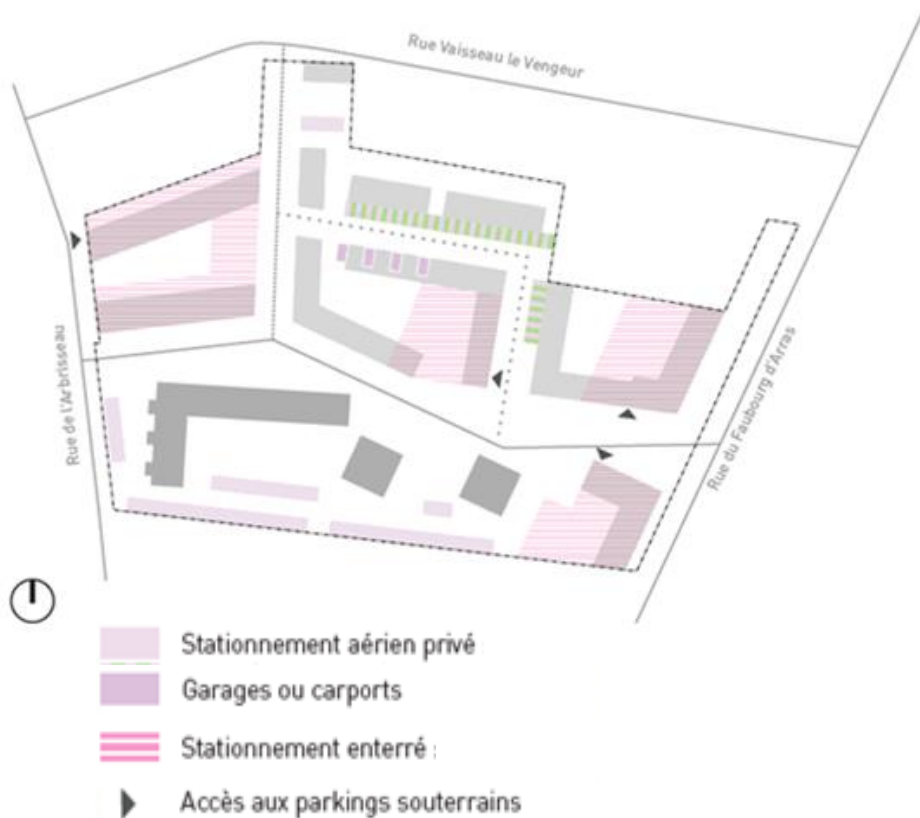 Rue Vaisseau le Vengeur
Rue de l'Arbrisseau
Rue du Faubourg d'Arras
Stationnement aérien privé
Garages ou carports
Stationnement enterré :
Accès aux parkings souterrains